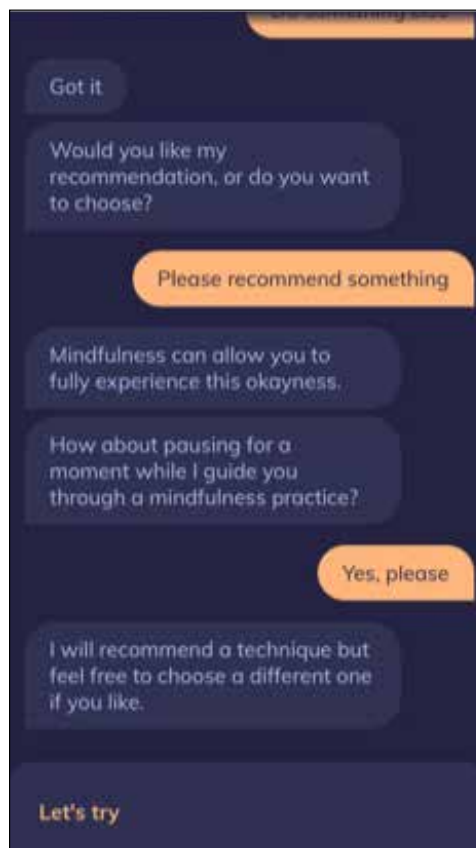 Got it
Would you like my
recommendation, or do you want
to choose?
Please recommend something
Mindfulness can allow you to
fully experience this okayness.
How about pausing for a
moment while I guide you
through a mindfulness practice?
Yes, please
I will recommend a technique but
feel free to choose a different one
if you like.
Let's try